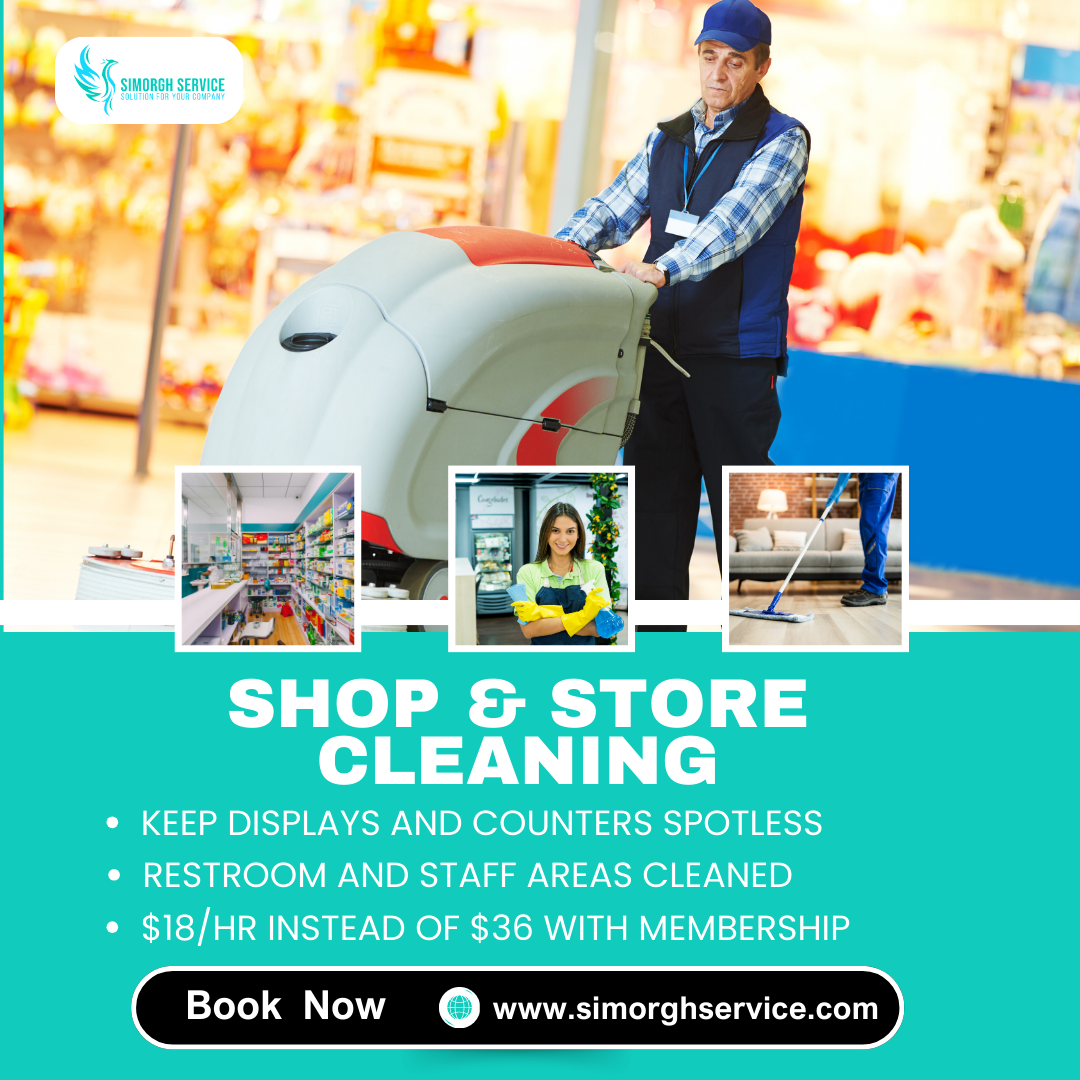 SIMORGH SERVICE
SOLUTION FOR YOUR COMPANY
SHOP & STORE
CLEANING
• KEEP DISPLAYS AND COUNTERS SPOTLESS
• RESTROOM AND STAFF AREAS CLEANED
• $18/HR INSTEAD OF $36 WITH MEMBERSHIP
Book Now www.simorghservice.com